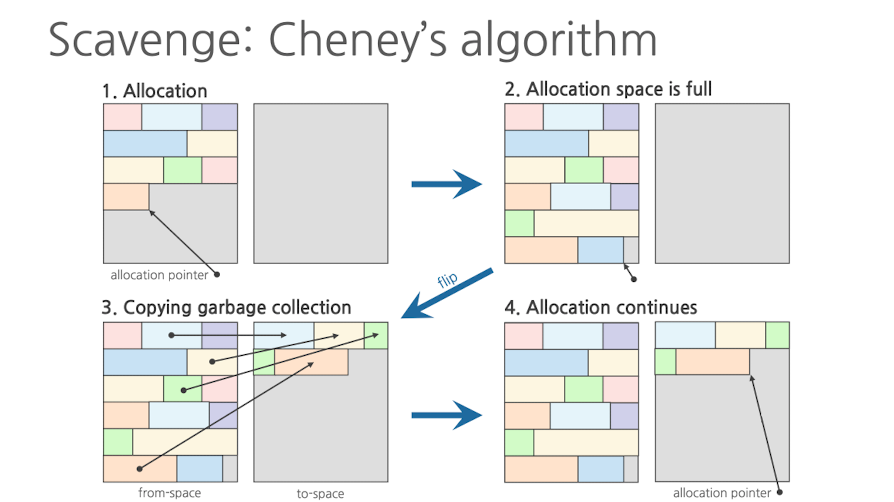 Scavenge: Cheney's algorithm
1. Allocation
2. Allocation space is full
allocation pointer
flip
3. Copying garbage collection
4. Allocation continues
from-space
to-space
allocation pointer